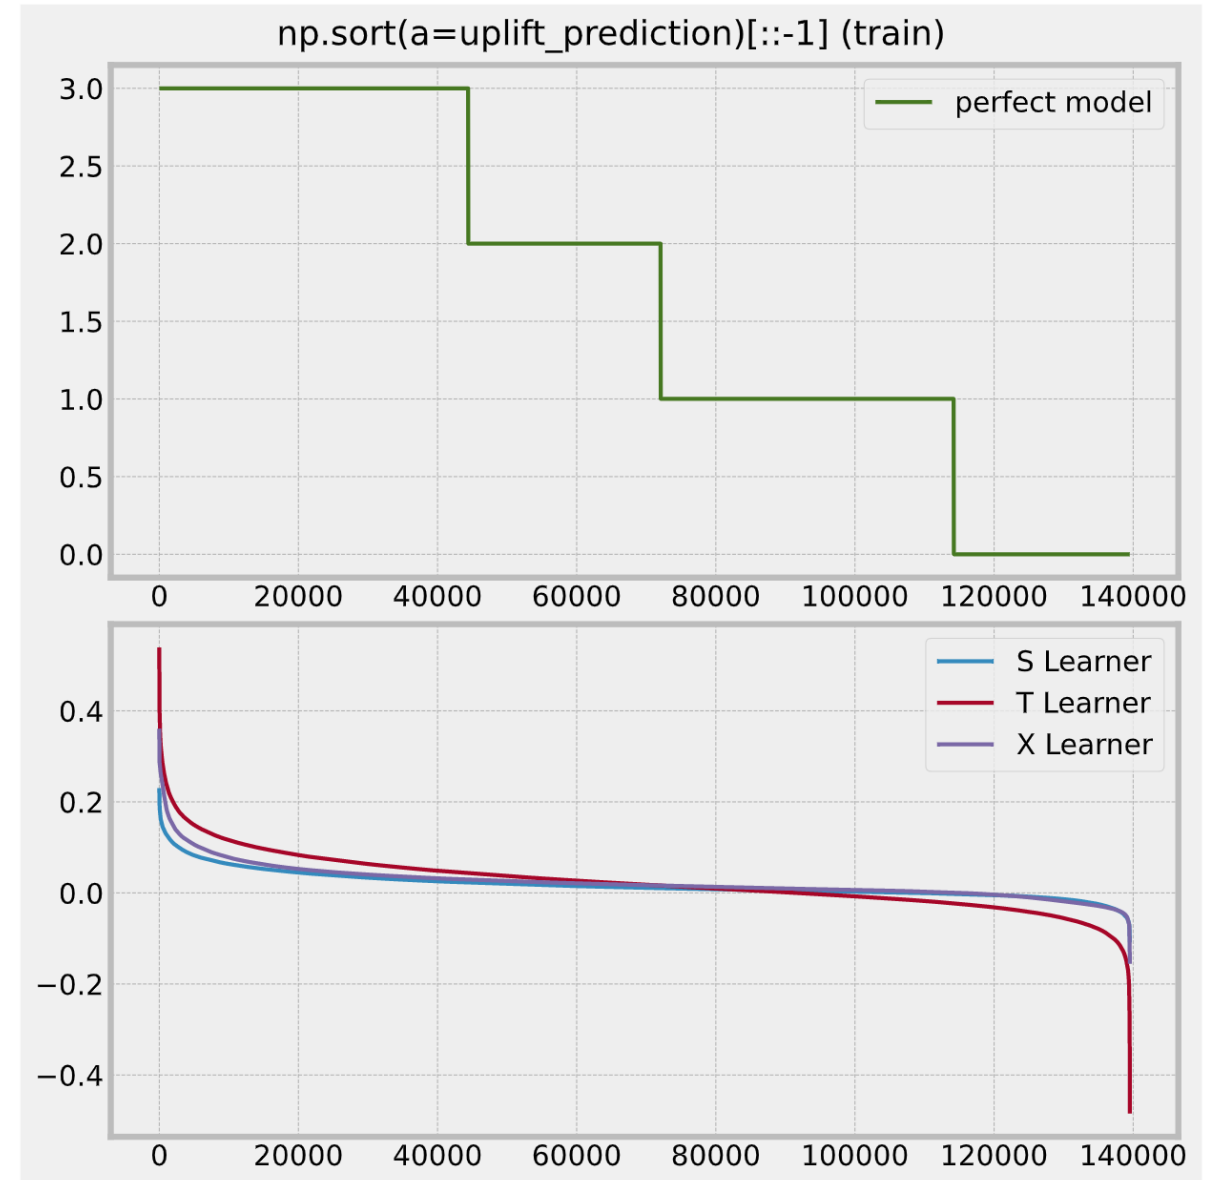 np.sort(a=uplift_prediction)[::-1] (train)
3.0
2.5
2.0
1.5
1.0
0.5
0.0
perfect model
0 20000 40000 60000 80000 100000 120000 140000
0.4
0.2
0.0
−0.2
−0.4
S Learner
T Learner
X Learner
0 20000 40000 60000 80000 100000 120000 140000